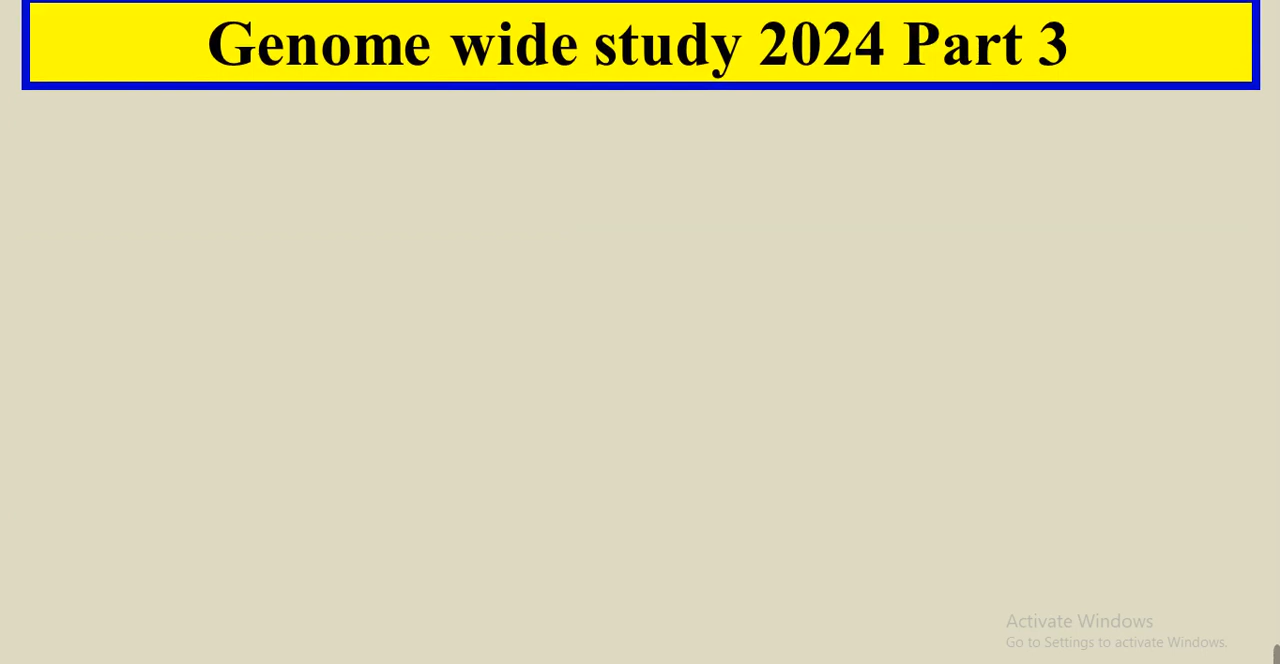 Genome wide study 2024 Part 3
Activate Windows
Go to Settings to activate Windows.